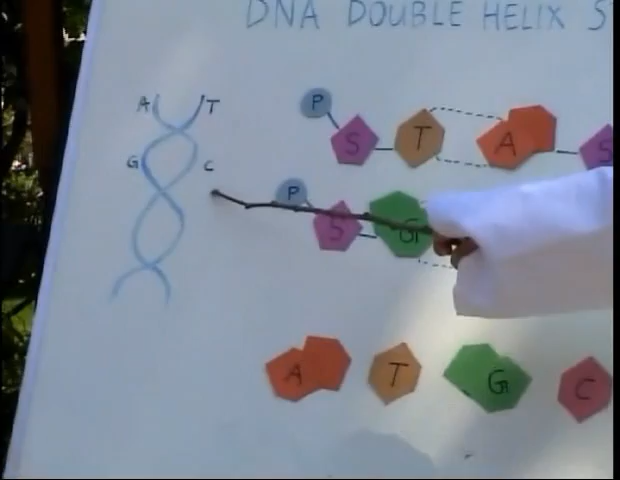 DNA DOUBLE HELIX S
A T
G C
P
S T A S
P
S G
A T G C